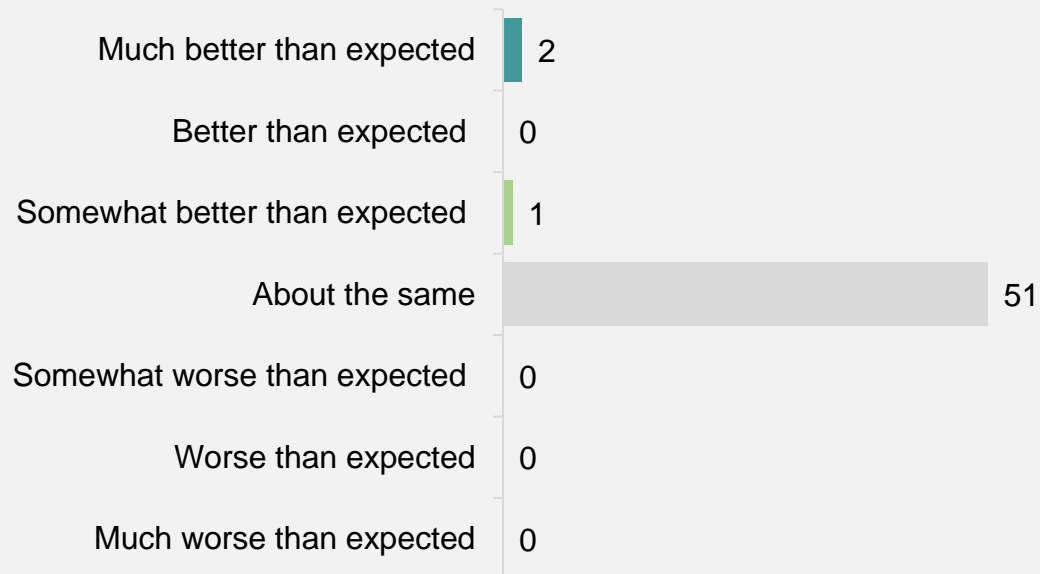 Much better than expected 2
Better than expected 0
Somewhat better than expected 1
About the same 51
Somewhat worse than expected 0
Worse than expected 0
Much worse than expected 0